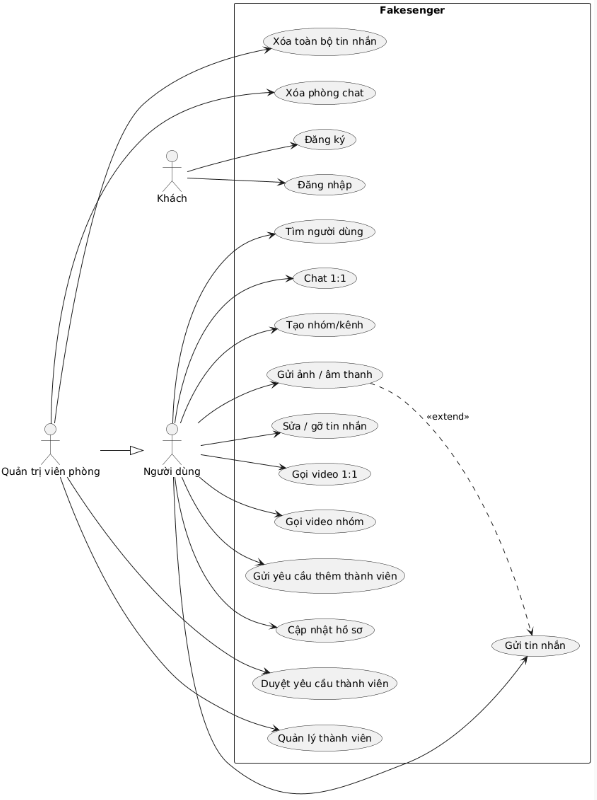 Fakesenger
Xóa toàn bộ tin nhắn
Xóa phòng chat
Đăng ký
Khách
Đăng nhập
Tìm người dùng
Chat 1:1
Tạo nhóm/kênh
Gửi ảnh / âm thanh
«extend»
Sửa / gỡ tin nhắn
Quản trị viên phòng
Người dùng
Gọi video 1:1
Gọi video nhóm
Gửi yêu cầu thêm thành viên
Cập nhật hồ sơ
Gửi tin nhắn
Duyệt yêu cầu thành viên
Quản lý thành viên